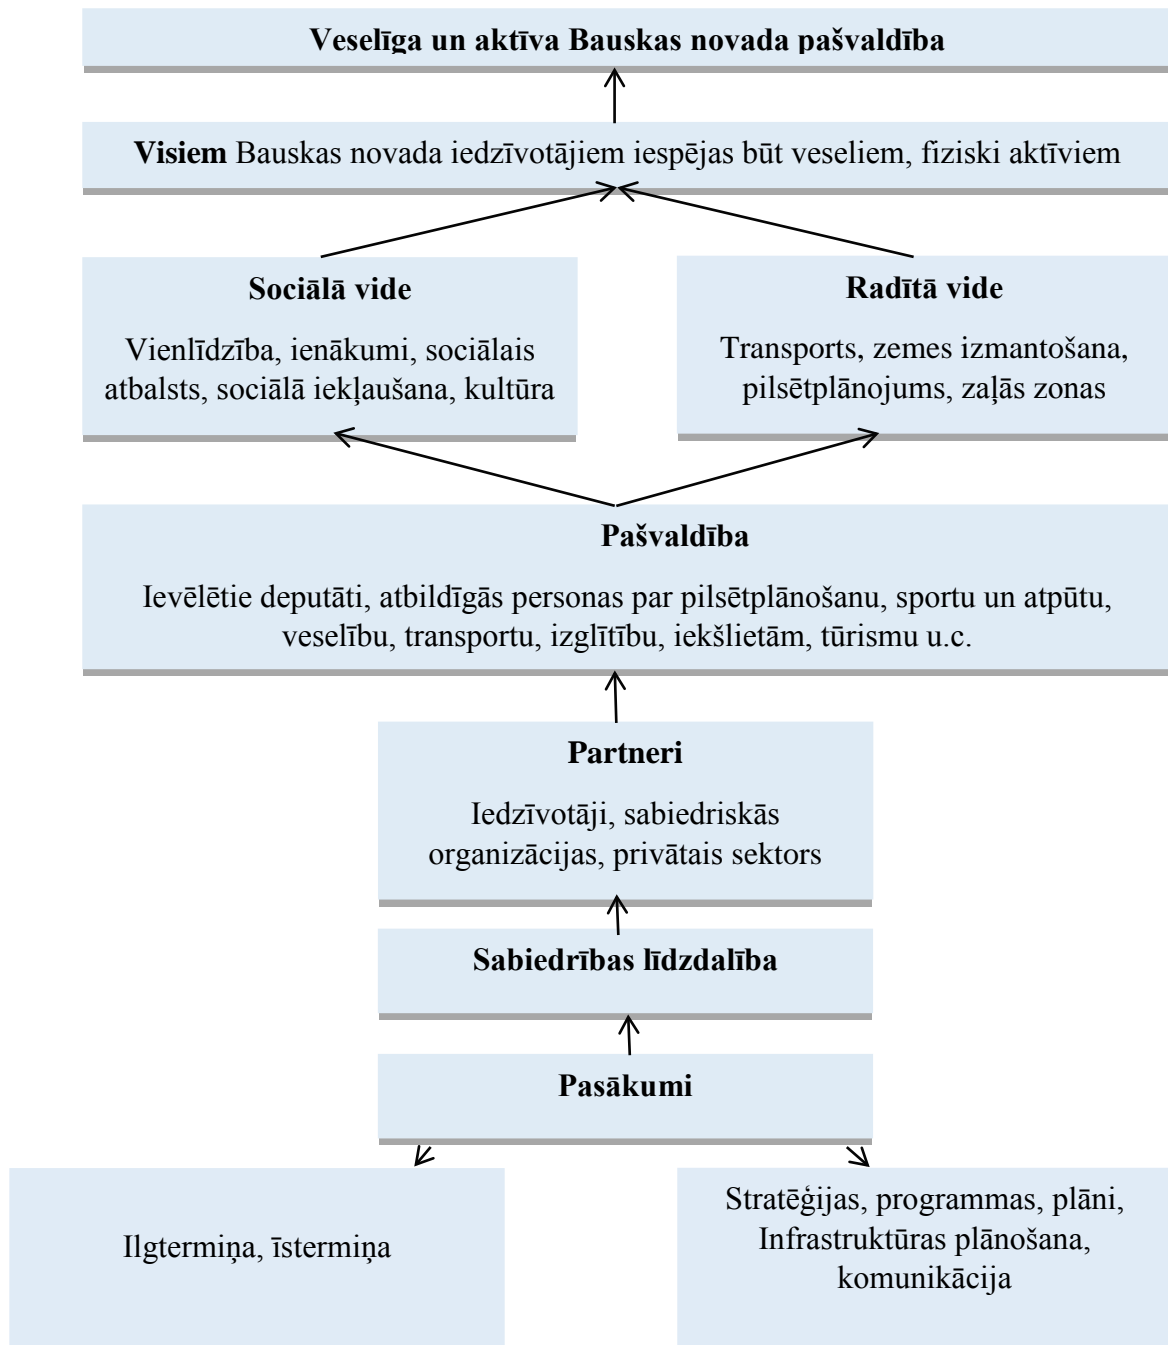 Veselīga un aktīva Bauskas novada pašvaldība
Visiem Bauskas novada iedzīvotājiem iespējas būt veseliem, fiziski aktīviem
Sociālā vide
Vienlīdzība, ienākumi, sociālais
atbalsts, sociālā iekļaušana, kultūra
Radītā vide
Transports, zemes izmantošana,
pilsētplānojums, zaļās zonas
Pašvaldība
Ievēlētie deputāti, atbildīgās personas par pilsētplānošanu, sportu un atpūtu,
veselību, transportu, izglītību, iekšlietām, tūrismu u.c.
Partneri
Iedzīvotāji, sabiedriskās
organizācijas, privātais sektors
Sabiedrības līdzdalība
Pasākumi
Ilgtermiņa, īstermiņa
Stratēģijas, programmas, plāni,
Infrastruktūras plānošana,
komunikācija